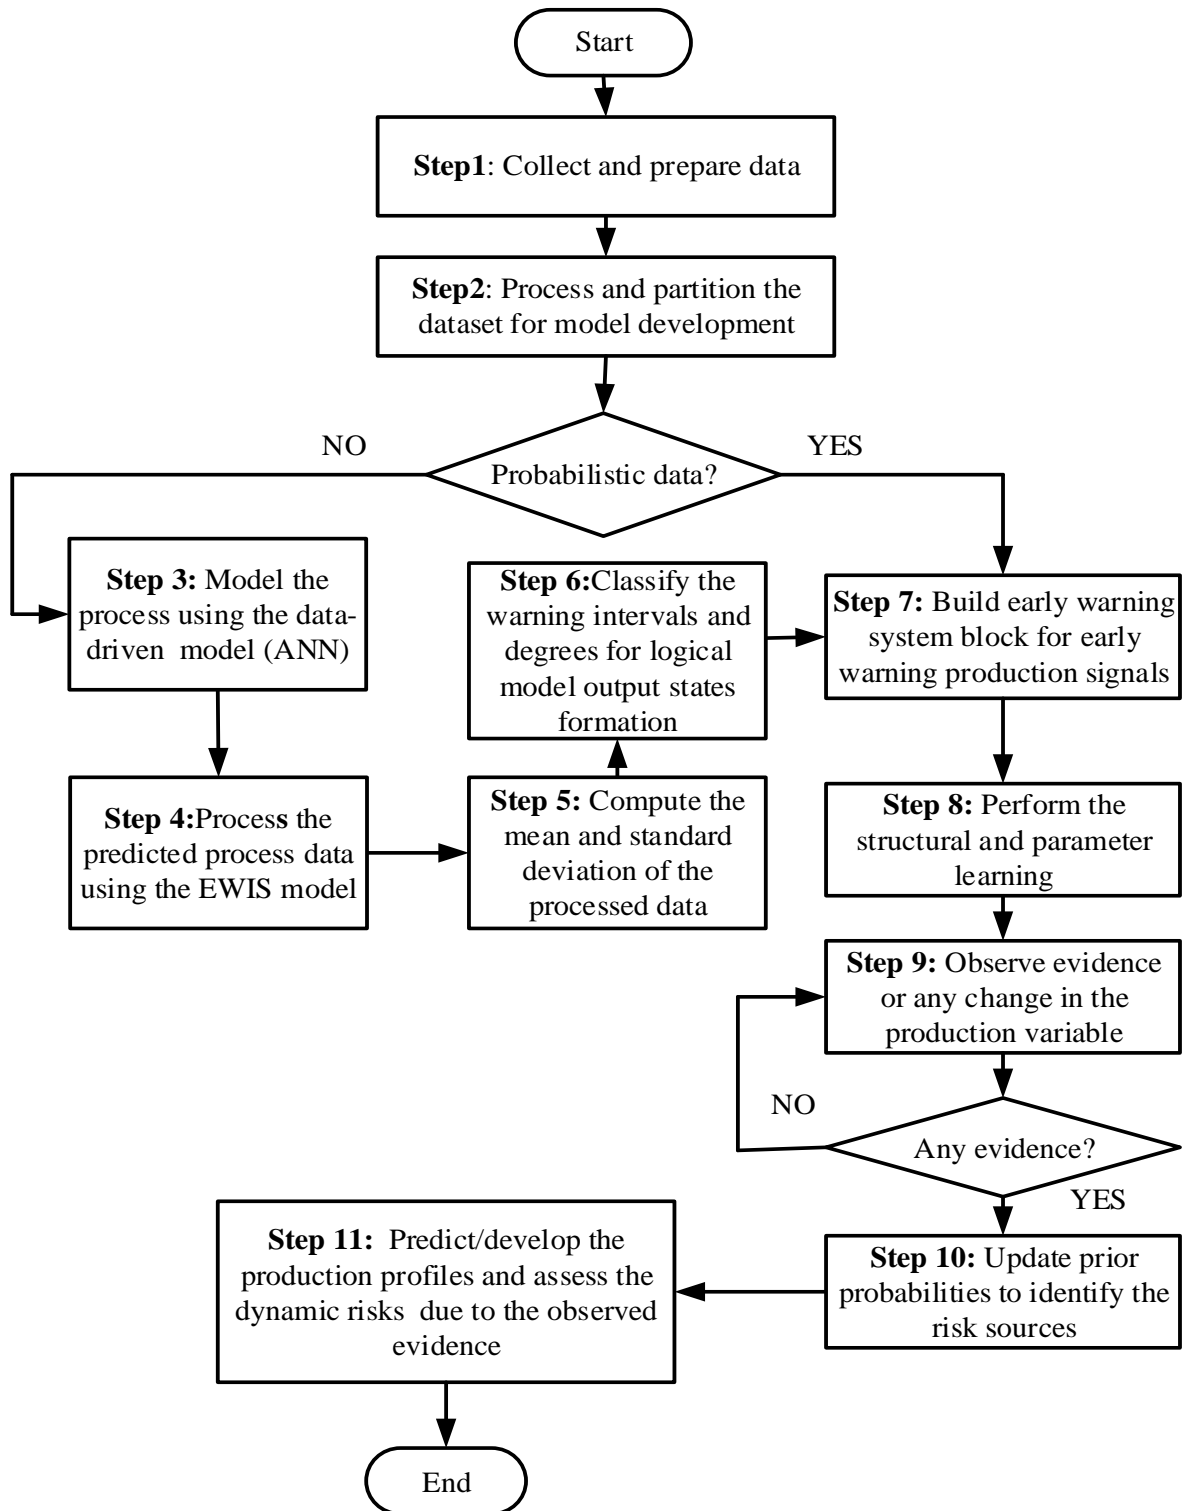 Start
Step1: Collect and prepare data
Step2: Process and partition the
dataset for model development
NO
YES
Probabilistic data?
Step 3: Model the
process using the data-
driven model (ANN)
Step 4:Process the
predicted process data
using the EWIS model
Step 5: Compute the
mean and standard
deviation of the
processed data
Step 6:Classify the
warning intervals and
degrees for logical
model output states
formation
Step 7: Build early warning
system block for early
warning production signals
Step 8: Perform the
structural and parameter
learning
Step 9: Observe evidence
or any change in the
production variable
NO
Any evidence?
YES
Step 10: Update prior
probabilities to identify the
risk sources
Step 11: Predict/develop the
production profiles and assess the
dynamic risks due to the observed
evidence
End